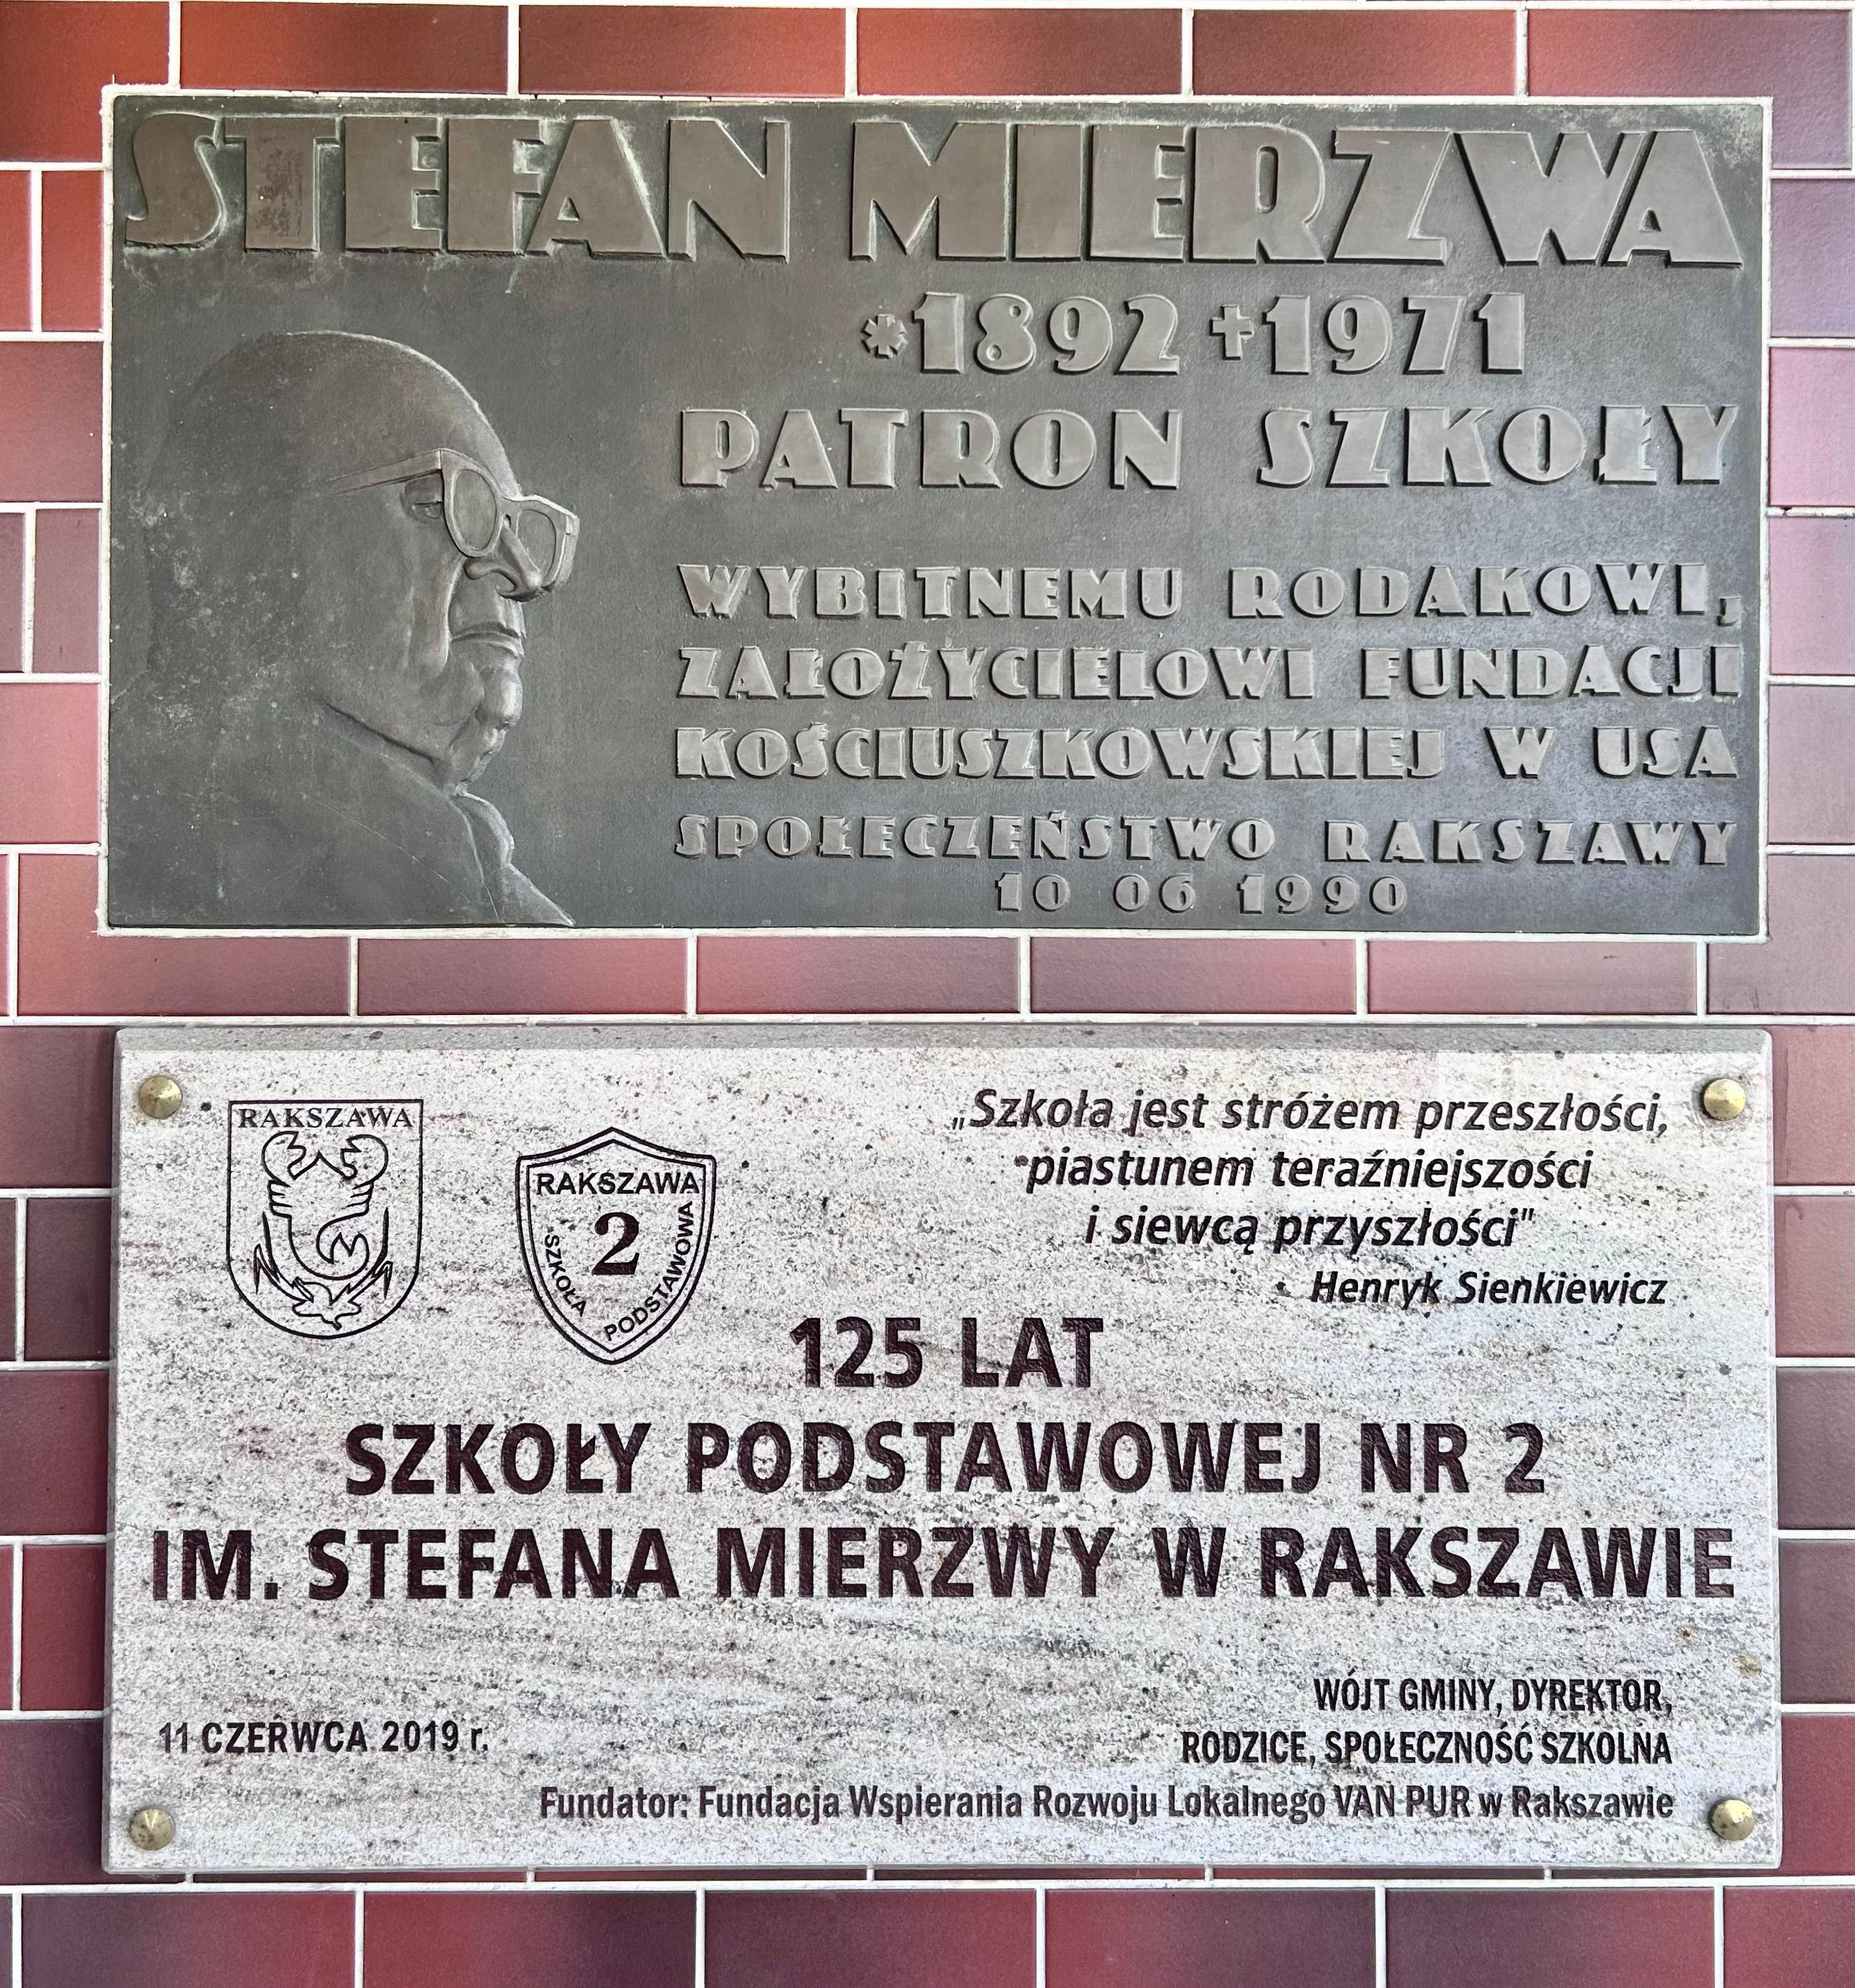 STEFAN MIERZWA
*1892 †1971
PATRON SZKOŁY
WYBITNEMU RODAKOWI,
ZAŁOŻYCIELOWI FUNDACJI
KOŚCIUSZKOWSKIEJ W USA
SPOŁECZEŃSTWO RAKSZAWY
10 06 1990
RAKSZAWA
RAKSZAWA
2
SZKOŁA PODSTAWOWA
„Szkoła jest stróżem przeszłości,
piastunem teraźniejszości
i siewcą przyszłości"
Henryk Sienkiewicz
125 LAT
SZKOŁY PODSTAWOWEJ NR 2
IM. STEFANA MIERZWY W RAKSZAWIE
WÓJT GMINY, DYREKTOR,
11 CZERWCA 2019 r.
RODZICE, SPOŁECZNOŚĆ SZKOLNA
Fundator: Fundacja Wspierania Rozwoju Lokalnego VAN PUR w Rakszawie